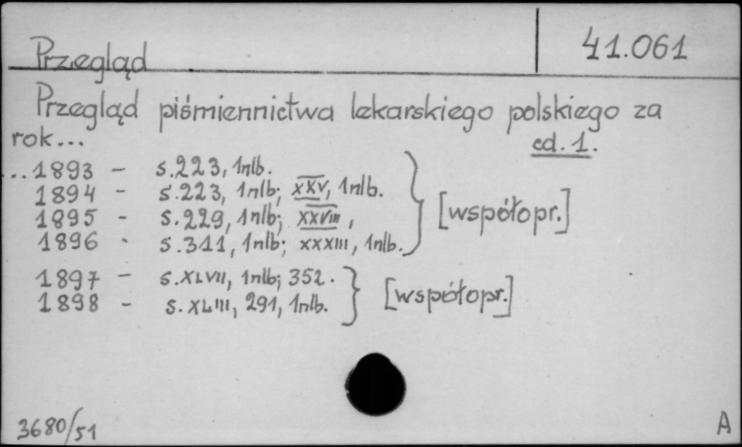 41.061
Przegląd
Przegląd piśmiennictwa lekarskiego polskiego za
rok... ed. 1.
...1893 - s.223, 1nlb.
1894 - s.223, 1nlb; XXV, 1nlb.
1895 - s.229, 1nlb; XXVIII,
1896 - s.311, 1nlb; XXXIII, 1nlb.
[współopr.]
1897 - s.XLVII, 1nlb; 352.
1898 - s.XLIII, 291, 1nlb.
[współopr.]
3680/51
A